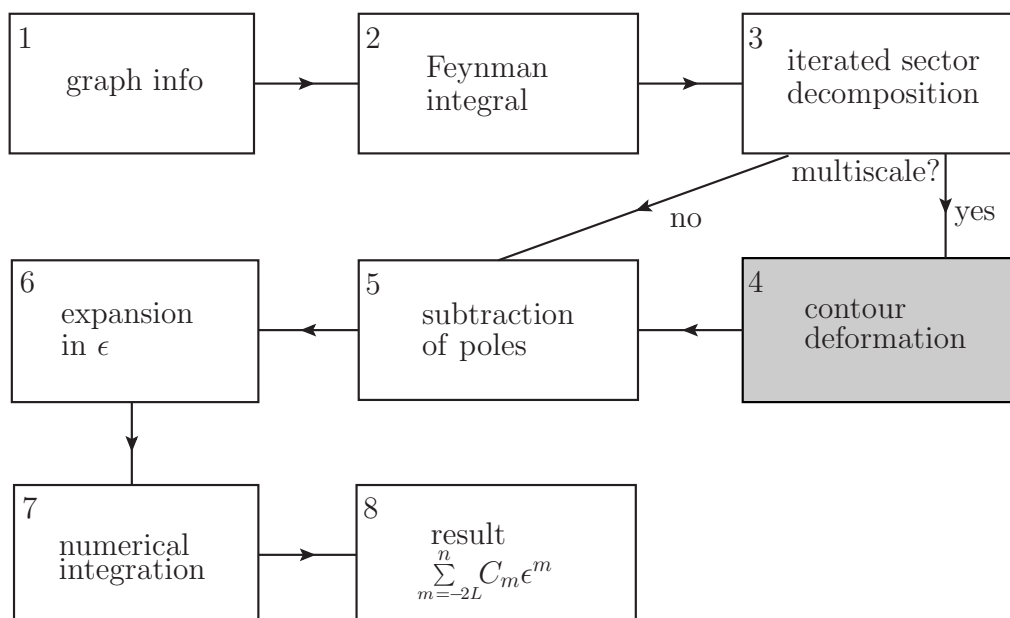 1
graph info
2
Feynman
integral
3
iterated sector
decomposition
multiscale?
no
yes
4
contour
deformation
5
subtraction
of poles
6
expansion
in ϵ
7
numerical
integration
8
result
n
∑ C_m ϵ^m
m=−2L